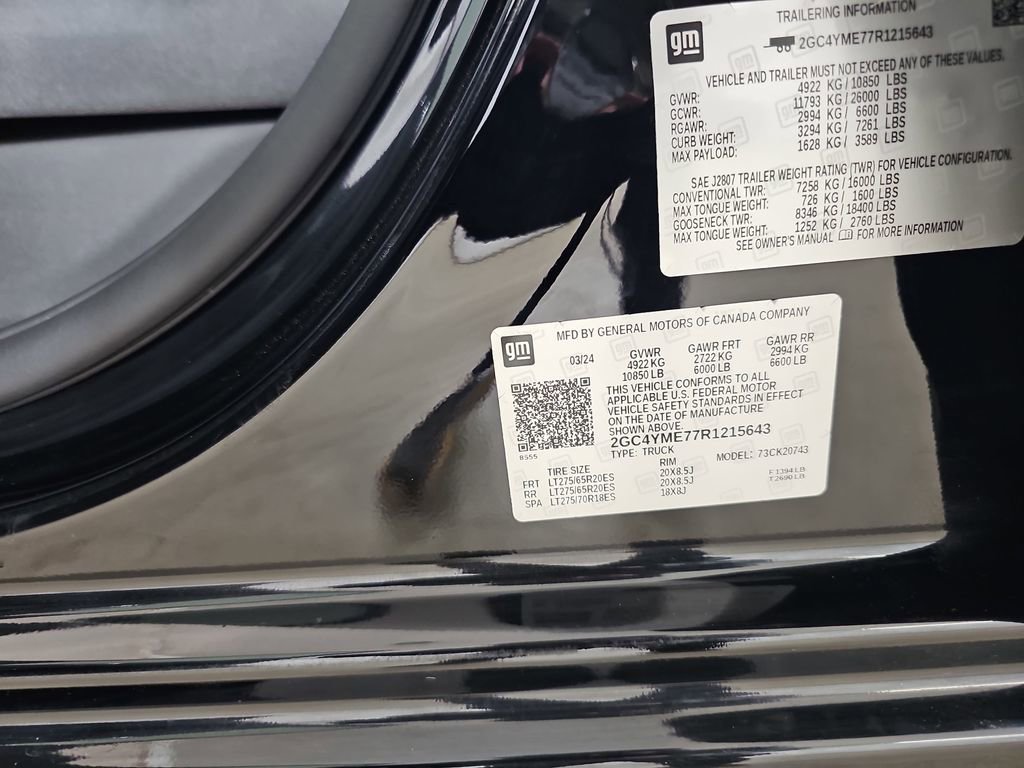 gm
TRAILERING INFORMATION
2GC4YME77R1215643
VEHICLE AND TRAILER MUST NOT EXCEED ANY OF THESE VALUES.
GVWR: 4922 KG / 10850 LBS
GCWR: 11793 KG / 26000 LBS
RGAWR: 2994 KG / 6600 LBS
CURB WEIGHT: 3294 KG / 7261 LBS
MAX PAYLOAD: 1628 KG / 3589 LBS
SAE J2807 TRAILER WEIGHT RATING (TWR) FOR VEHICLE CONFIGURATION.
CONVENTIONAL TWR: 7258 KG / 16000 LBS
MAX TONGUE WEIGHT: 726 KG / 1600 LBS
GOOSENECK TWR: 8346 KG / 18400 LBS
MAX TONGUE WEIGHT: 1252 KG / 2760 LBS
SEE OWNER'S MANUAL FOR MORE INFORMATION
gm
MFD BY GENERAL MOTORS OF CANADA COMPANY
03/24 GVWR GAWR FRT GAWR RR
4922 KG 2722 KG 2994 KG
10850 LB 6000 LB 6600 LB
THIS VEHICLE CONFORMS TO ALL
APPLICABLE U.S. FEDERAL MOTOR
VEHICLE SAFETY STANDARDS IN EFFECT
ON THE DATE OF MANUFACTURE
SHOWN ABOVE.
2GC4YME77R1215643
8555 TYPE: TRUCK MODEL: 73CK20743
TIRE SIZE RIM
FRT LT275/65R20ES 20X8.5J F 1394 LB
RR LT275/65R20ES 20X8.5J T 2690 LB
SPA LT275/70R18ES 18X8J